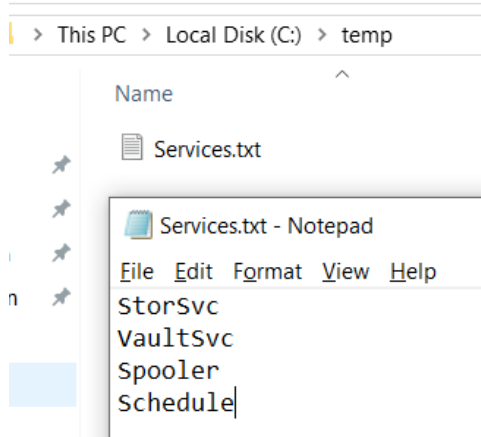 > This PC > Local Disk (C:) > temp
Name
Services.txt
Services.txt - Notepad
File Edit Format View Help
StorSvc
VaultSvc
Spooler
n
Schedule